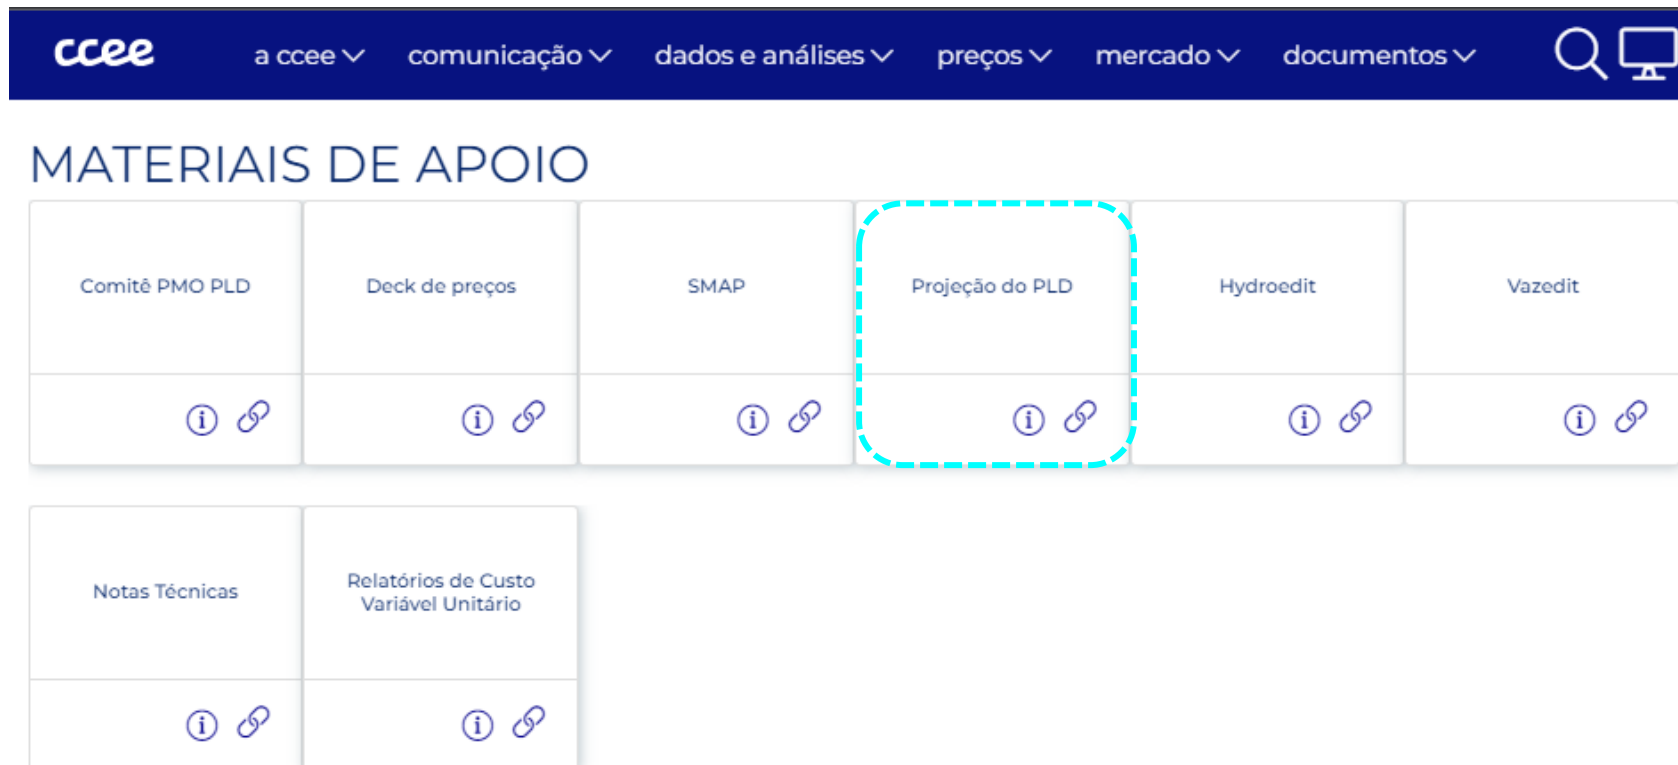 ccee a ccee comunicação dados e análises preços mercado documentos
MATERIAIS DE APOIO
Comitê PMO PLD
Deck de preços
SMAP
Projeção do PLD
Hydroedit
Vazedit
Notas Técnicas
Relatórios de Custo
Variável Unitário